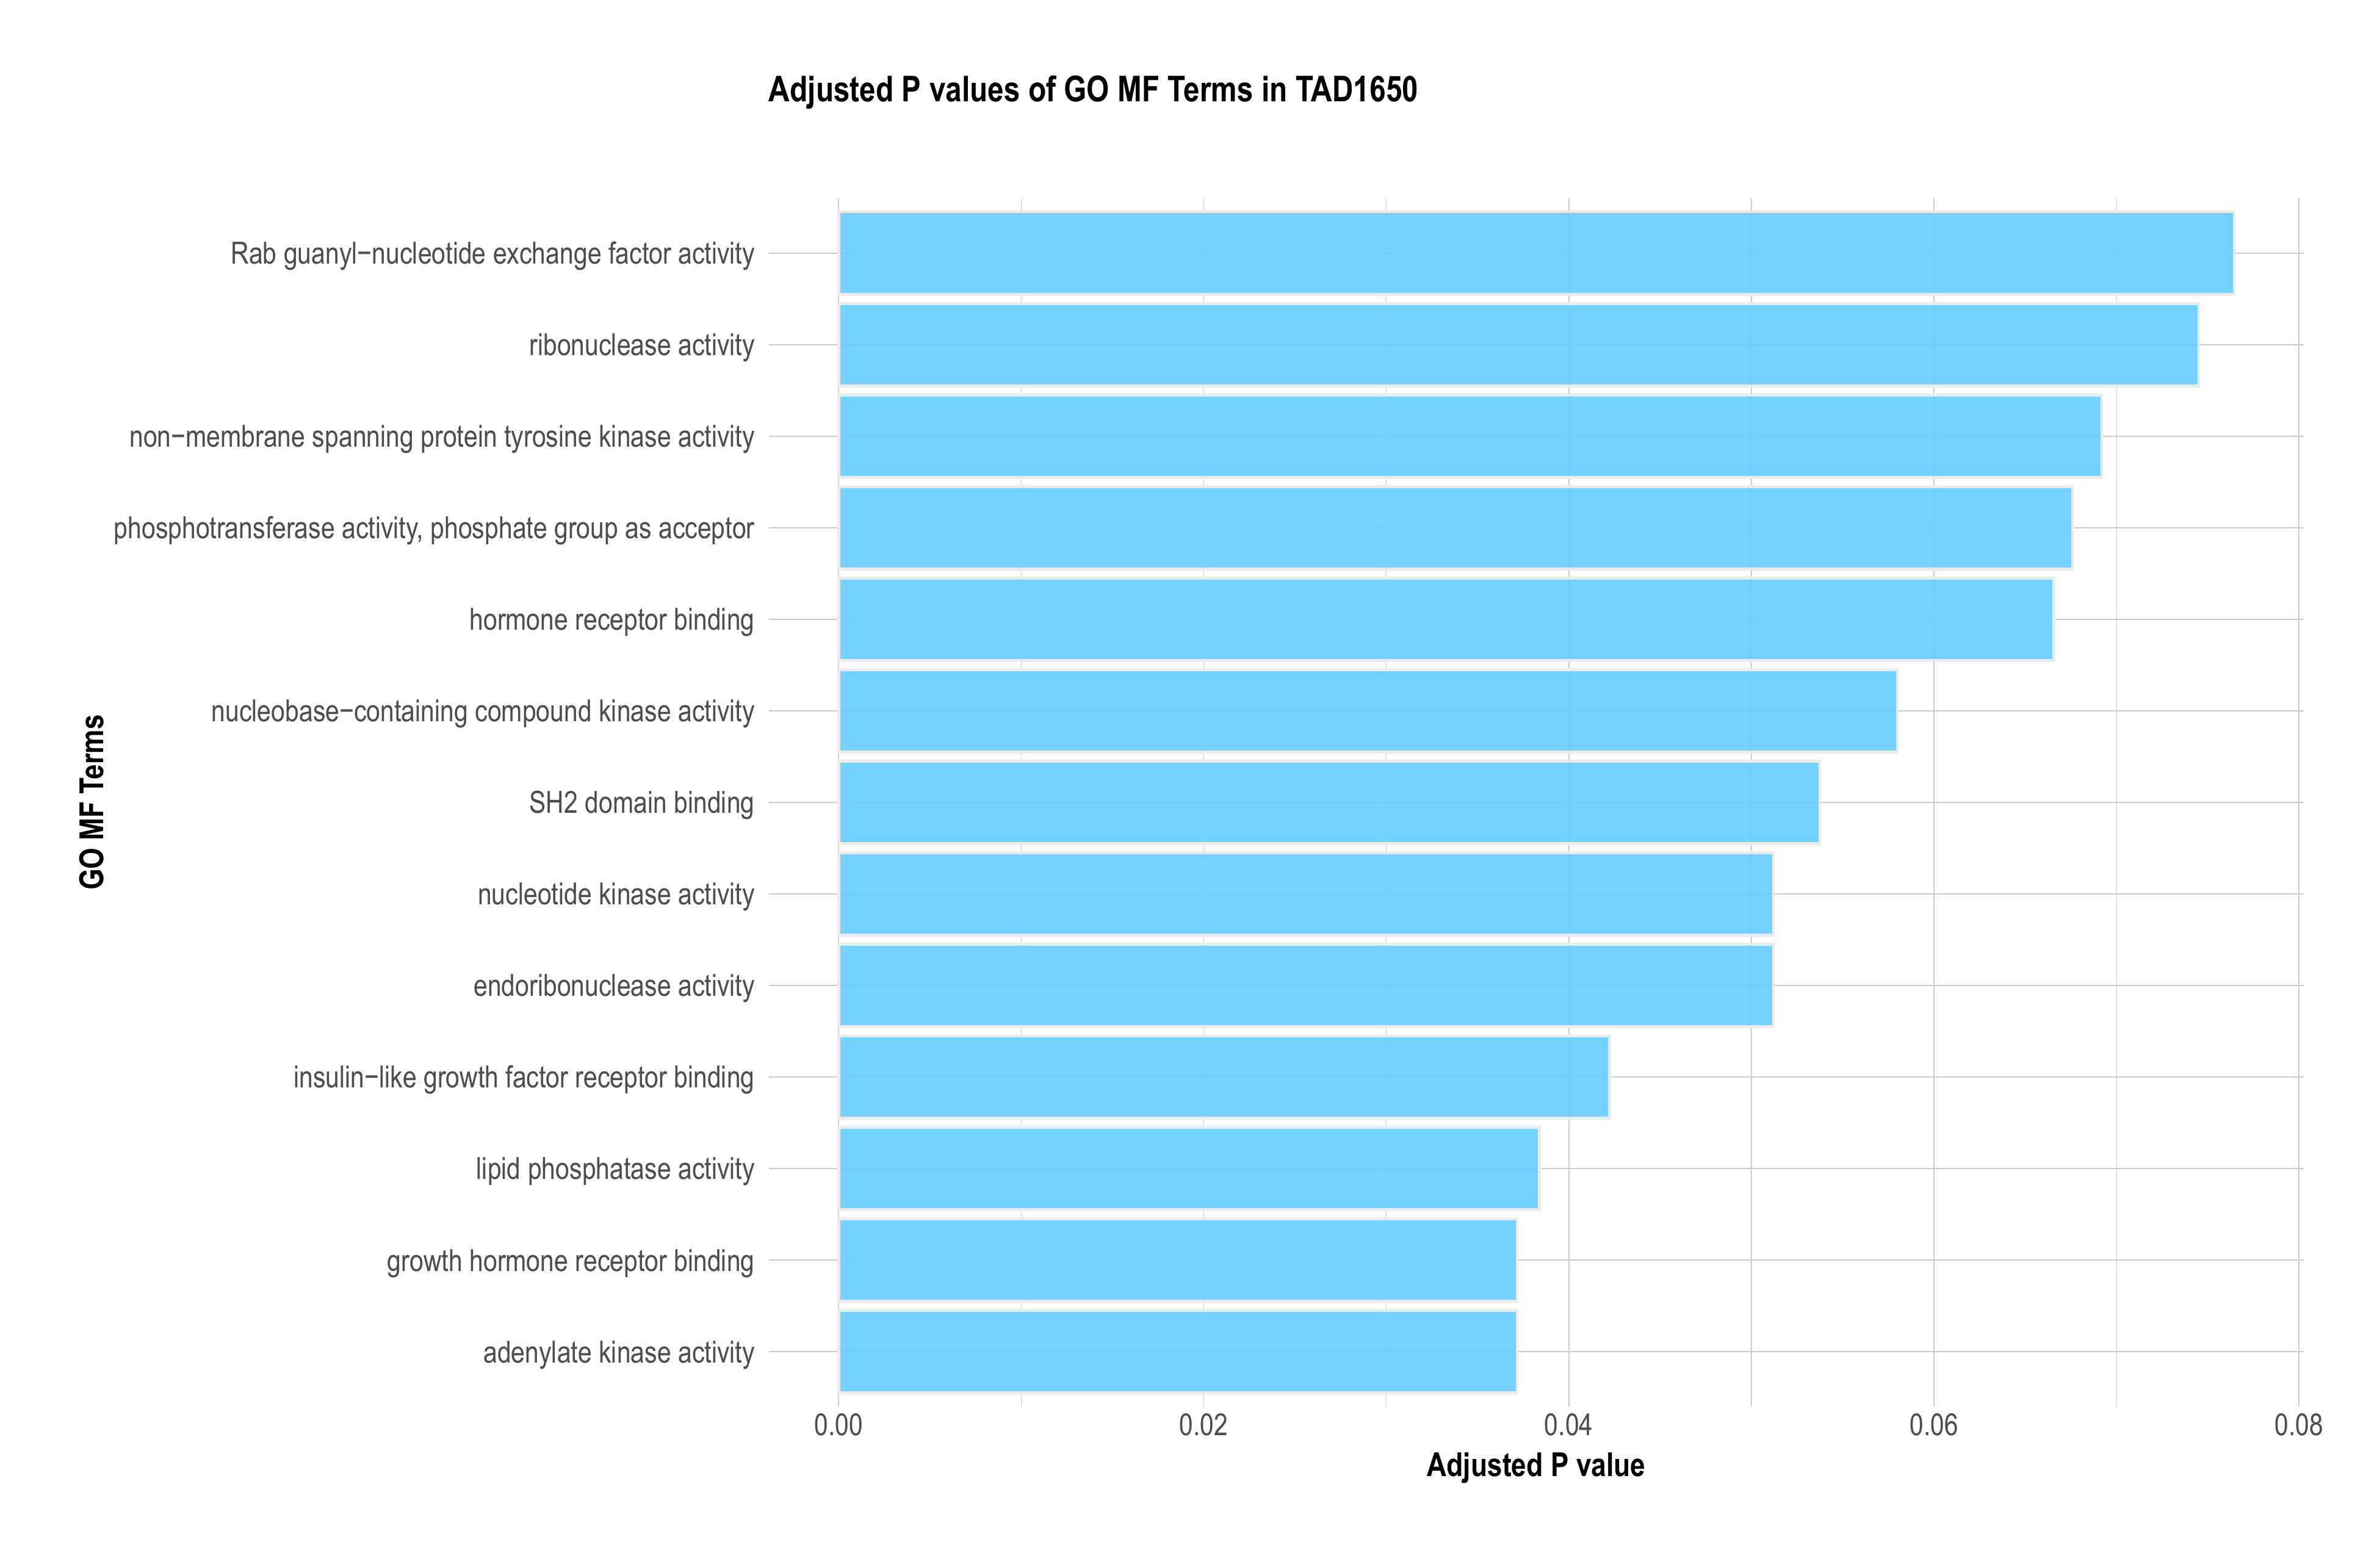 Adjusted P values of GO MF Terms in TAD1650
Rab guanyl−nucleotide exchange factor activity
ribonuclease activity
non−membrane spanning protein tyrosine kinase activity
phosphotransferase activity, phosphate group as acceptor
hormone receptor binding
nucleobase−containing compound kinase activity
SH2 domain binding
nucleotide kinase activity
endoribonuclease activity
insulin−like growth factor receptor binding
lipid phosphatase activity
growth hormone receptor binding
adenylate kinase activity
GO MF Terms
0.00 0.02 0.04 0.06 0.08
Adjusted P value